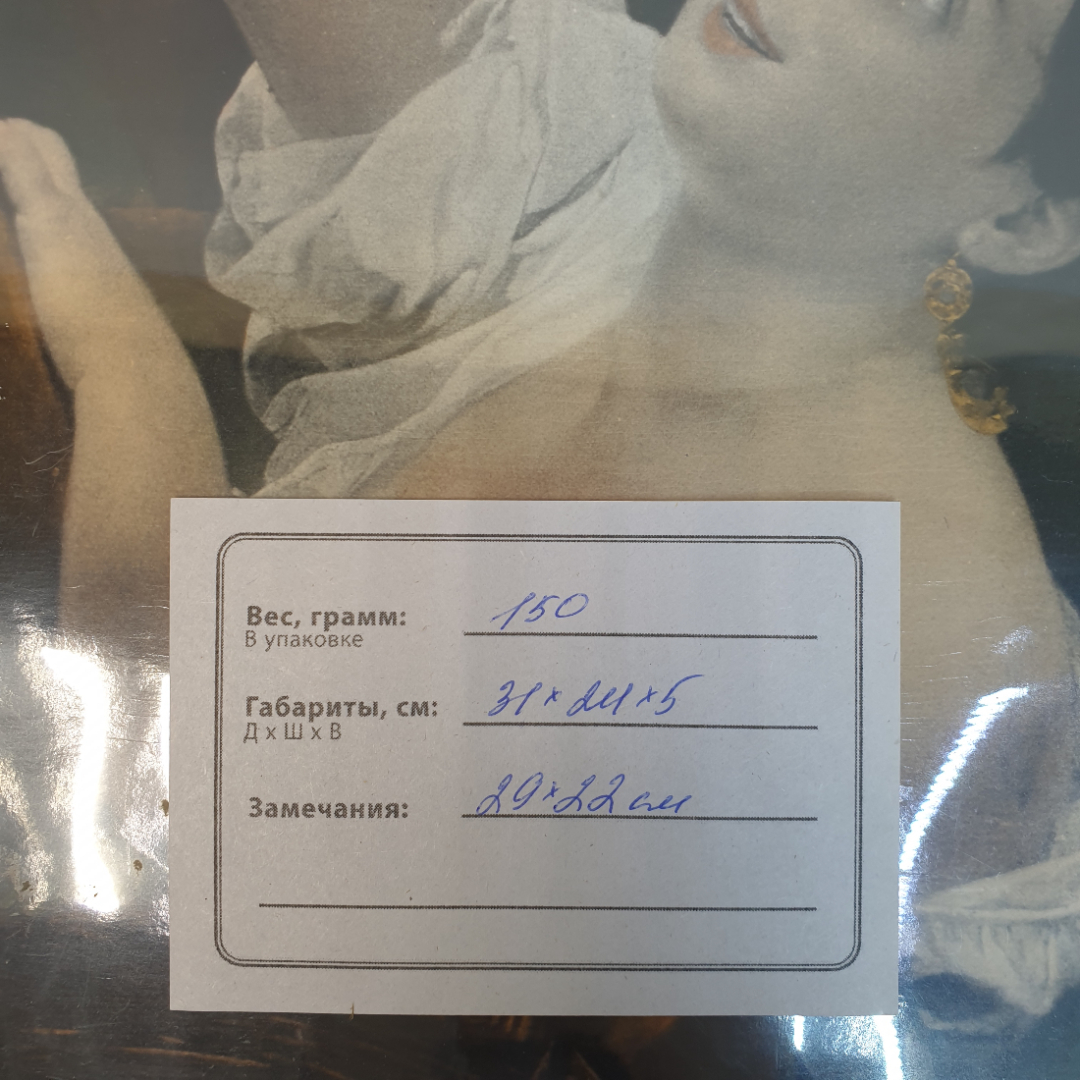 Вес, грамм: 150
В упаковке
Габариты, см: 31 x 24 x 5
Д x Ш x В
Замечания: 29 x 22 см